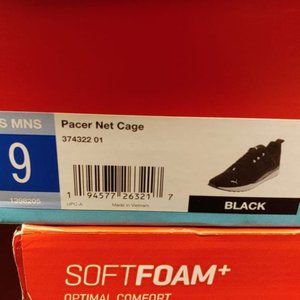 S MNS
9
1398205
Pacer Net Cage
374322 01
1 94577 26321 7
UPC-A
Made in Vietnam
BLACK
SOFTFOAM+
OPTIMAL COMFORT